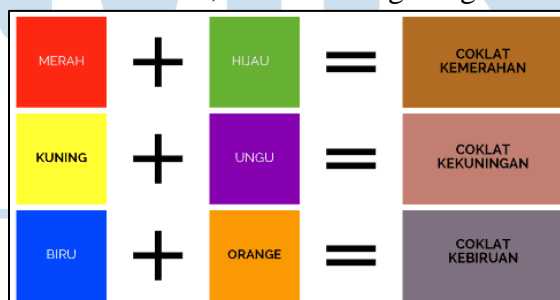 MERAH + HIJAU = COKLAT
KEMERAHAN
KUNING + UNGU = COKLAT
KEKUNINGAN
BIRU + ORANGE = COKLAT
KEBIRUAN